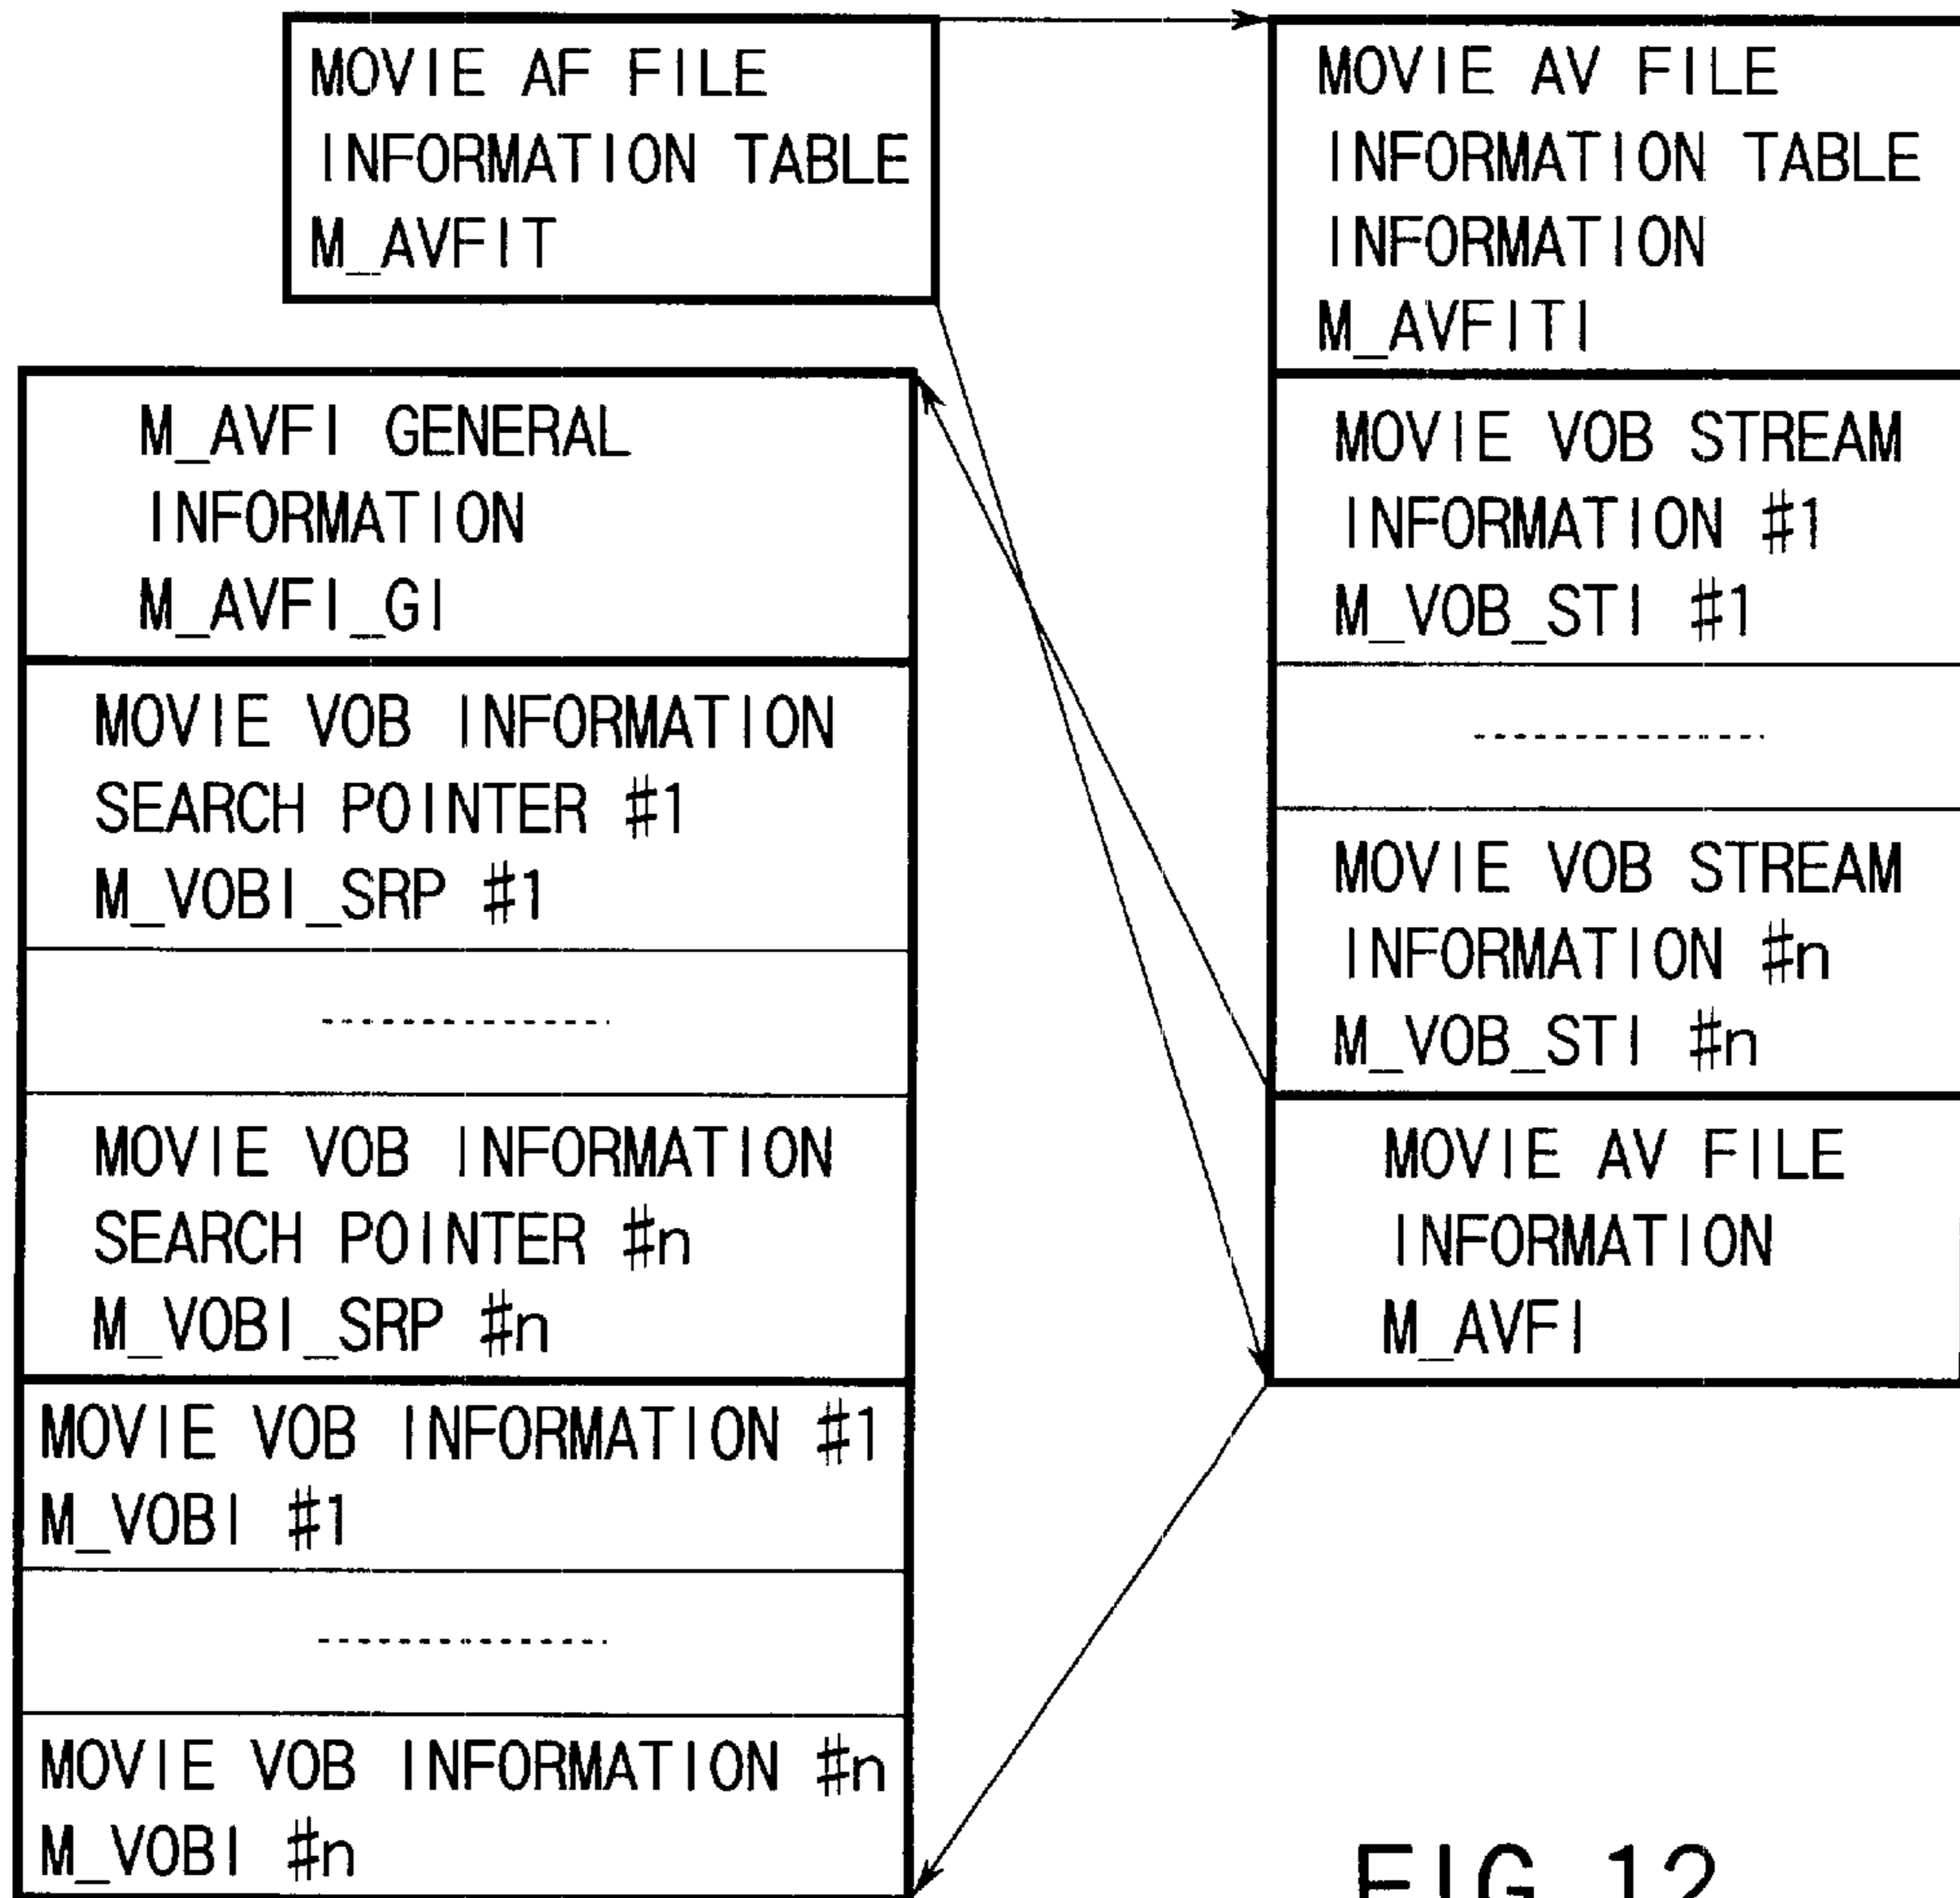 MOVIE AF FILE
INFORMATION TABLE
M_AVFIT
MOVIE AV FILE
INFORMATION TABLE
INFORMATION
M_AVFITI
MOVIE VOB STREAM
INFORMATION #1
M_VOB_STI #1
MOVIE VOB STREAM
INFORMATION #n
M_VOB_STI #n
MOVIE AV FILE
INFORMATION
M_AVFI
M_AVFI GENERAL
INFORMATION
M_AVFI_GI
MOVIE VOB INFORMATION
SEARCH POINTER #1
M_VOBI_SRP #1
MOVIE VOB INFORMATION
SEARCH POINTER #n
M_VOBI_SRP #n
MOVIE VOB INFORMATION #1
M_VOBI #1
MOVIE VOB INFORMATION #n
M_VOBI #n
FIG. 12